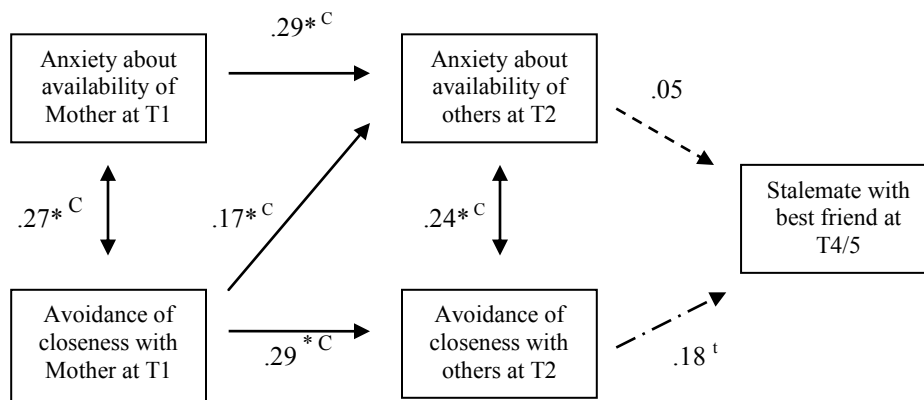 .29* C
Anxiety about
availability of
Mother at T1
Anxiety about
availability of
others at T2
.05
.27* C
.17* C
.24* C
Stalemate with
best friend at
T4/5
Avoidance of
closeness with
Mother at T1
.29 * C
Avoidance of
closeness with
others at T2
.18 t